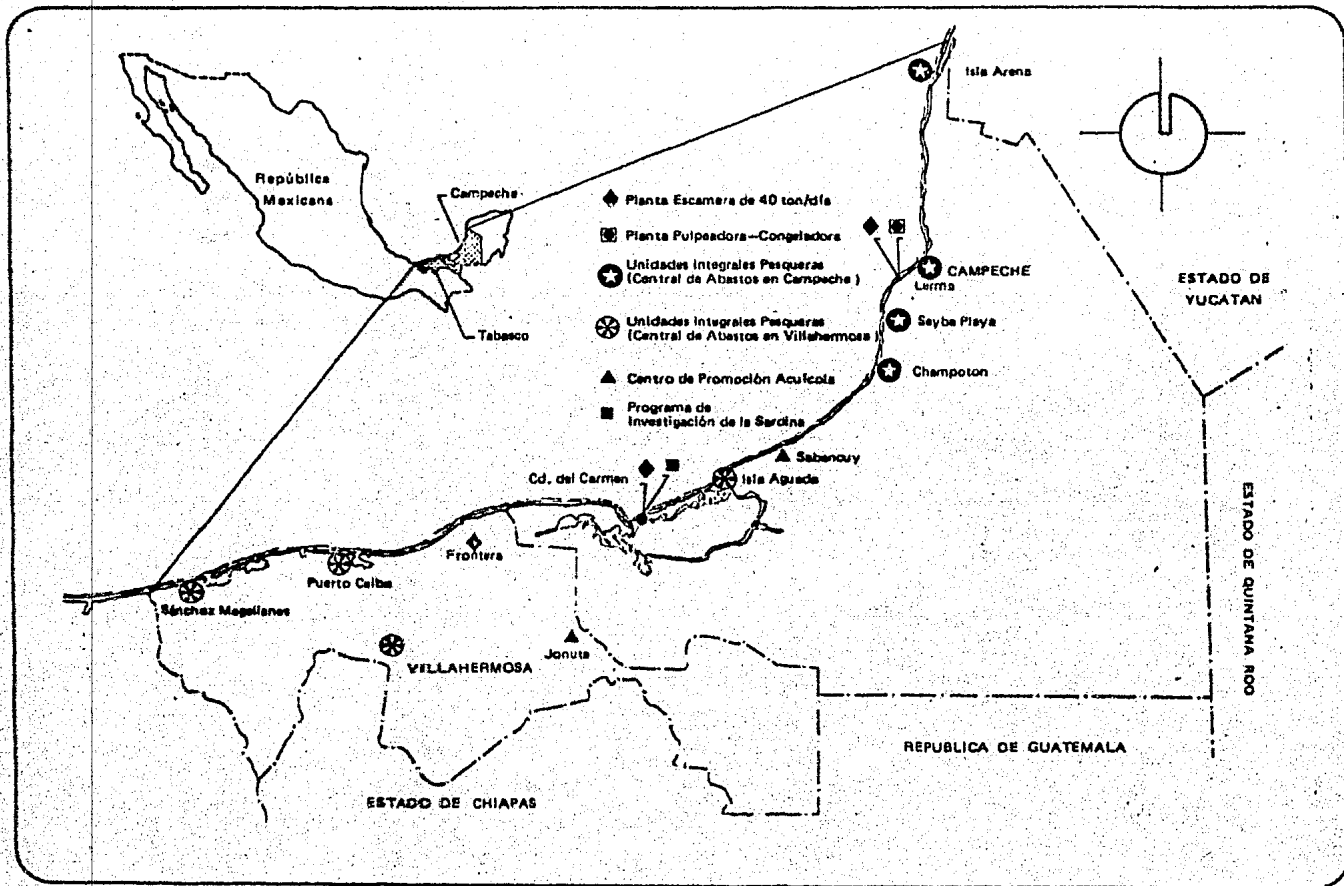 República
Mexicana
Campeche
Tabasco
Planta Escamera de 40 ton/día
Planta Pulpeadora-Congeladora
Unidades Integrales Pesqueras
(Central de Abastos en Campeche)
Unidades Integrales Pesqueras
(Central de Abastos en Villahermosa)
Centro de Promoción Acuícola
Programa de
Investigación de la Sardina
Isla Arena
CAMPECHE
Lerma
Seyba Playa
Champoton
Sabancuy
Isla Aguada
Cd. del Carmen
Frontera
Puerto Ceiba
Sánchez Magallanes
VILLAHERMOSA
Jonuta
ESTADO DE
YUCATAN
ESTADO DE QUINTANA ROO
REPUBLICA DE GUATEMALA
ESTADO DE CHIAPAS